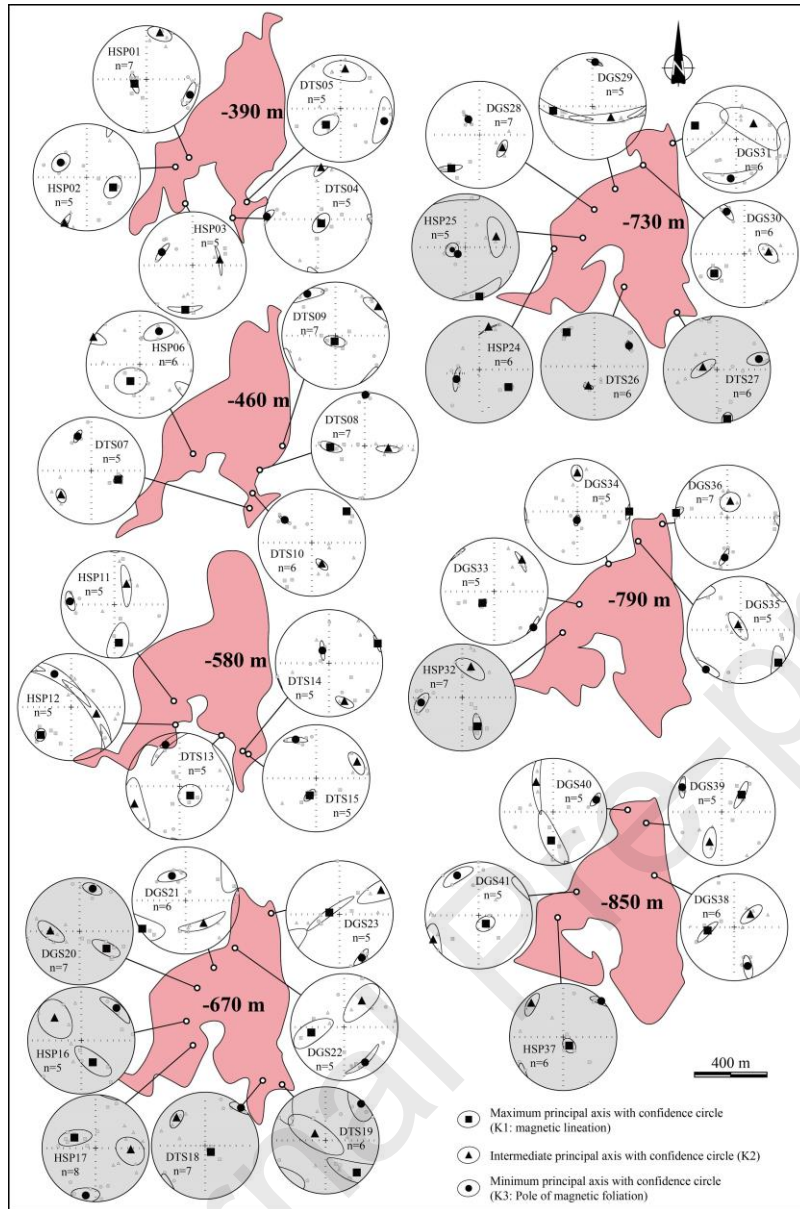 HSP01
n=7
-390 m
DTS05
n=5
HSP02
n=5
HSP03
n=5
DTS04
n=5
HSP06
n=6
-460 m
DTS09
n=7
DTS07
n=5
DTS08
n=7
DTS10
n=6
HSP11
n=5
-580 m
HSP12
n=5
DTS13
n=5
DTS14
n=5
DTS15
n=5
DGS20
n=7
DGS21
n=6
DGS23
n=5
-670 m
HSP16
n=5
DGS22
n=5
HSP17
n=8
DTS18
n=7
DTS19
n=6
N
DGS28
n=7
DGS29
n=5
DGS31
n=6
-730 m
HSP25
n=5
DGS30
n=6
HSP24
n=6
DTS26
n=6
DTS27
n=6
DGS34
n=5
DGS36
n=7
DGS33
n=5
-790 m
DGS35
n=5
HSP32
n=7
DGS40
n=5
DGS39
n=5
DGS41
n=5
-850 m
DGS38
n=6
HSP37
n=6
400 m
Maximum principal axis with confidence circle
(K1: magnetic lineation)
Intermediate principal axis with confidence circle (K2)
Minimum principal axis with confidence circle
(K3: Pole of magnetic foliation)